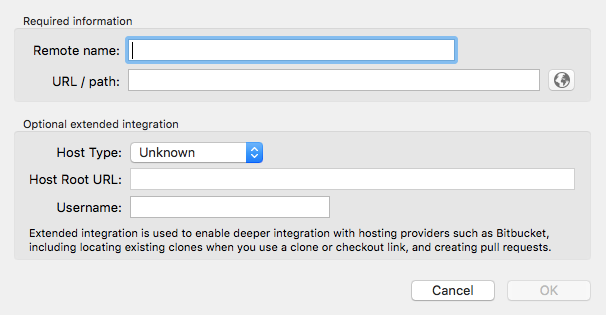 Required information
Remote name:
URL / path:
Optional extended integration
Host Type: Unknown
Host Root URL:
Username:
Extended integration is used to enable deeper integration with hosting providers such as Bitbucket,
including locating existing clones when you use a clone or checkout link, and creating pull requests.
Cancel OK